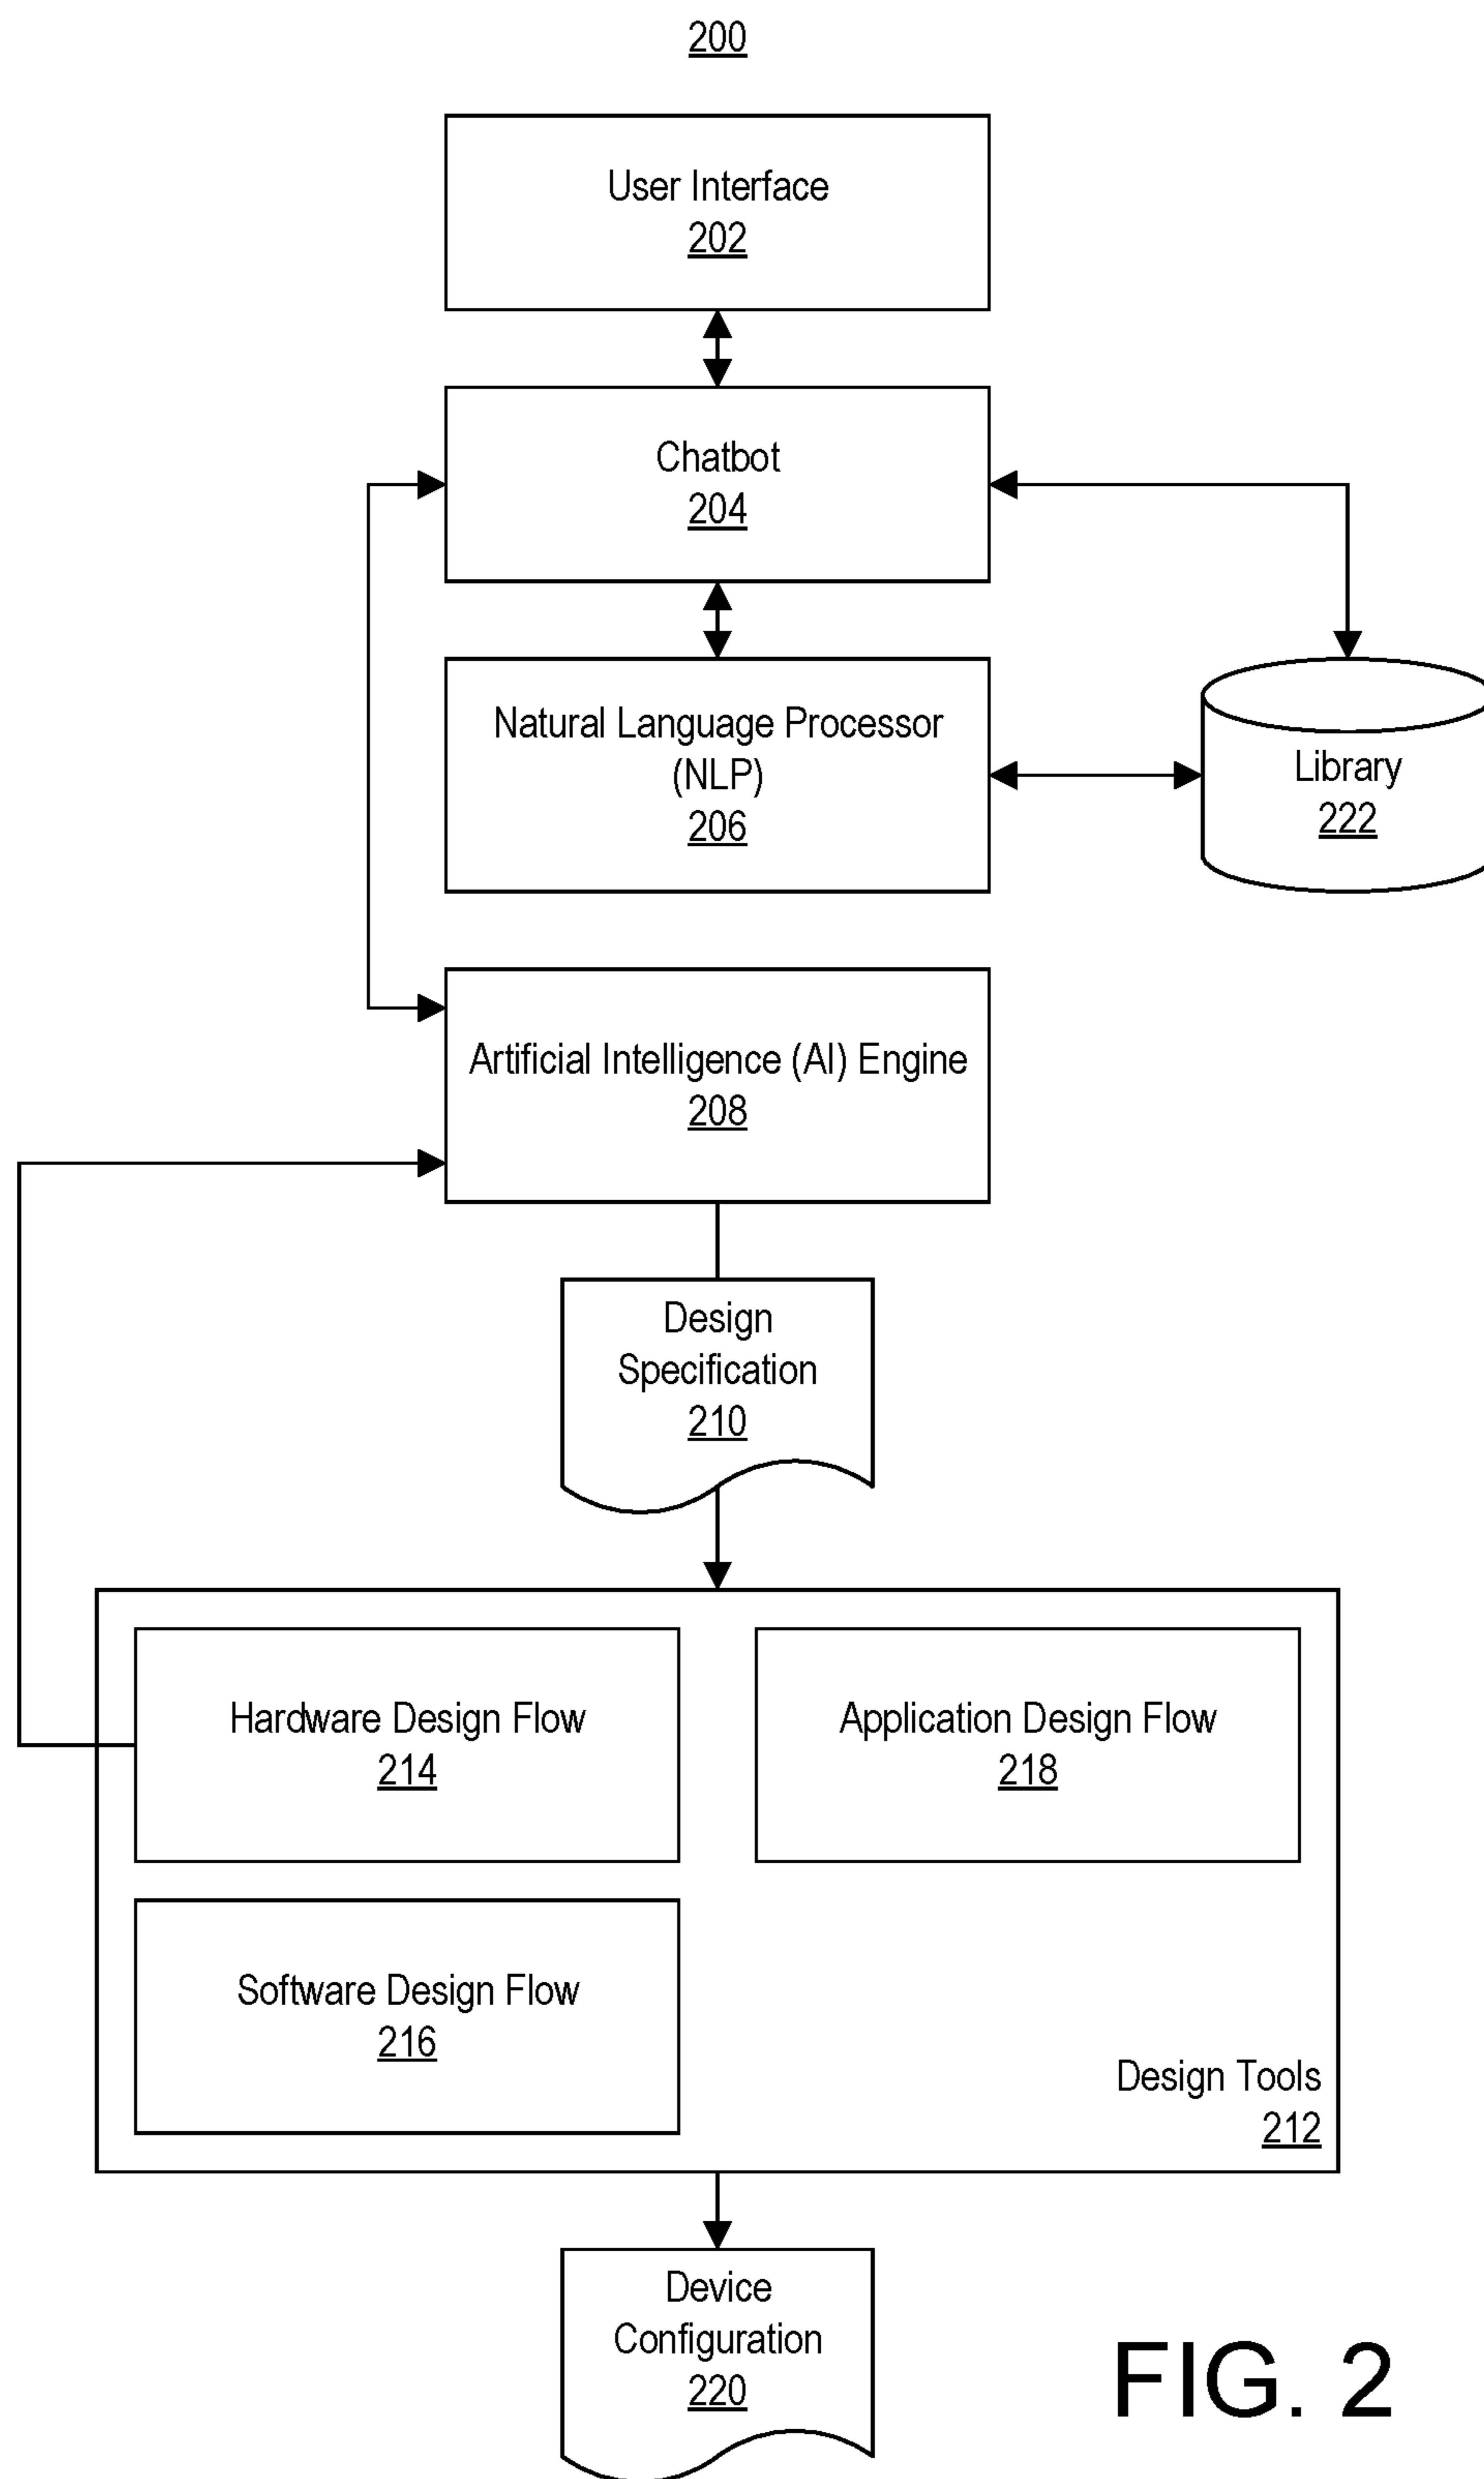 200
User Interface
202
Chatbot
204
Natural Language Processor
(NLP)
206
Library
222
Artificial Intelligence (AI) Engine
208
Design
Specification
210
Hardware Design Flow
214
Application Design Flow
218
Software Design Flow
216
Design Tools
212
Device
Configuration
220
FIG. 2